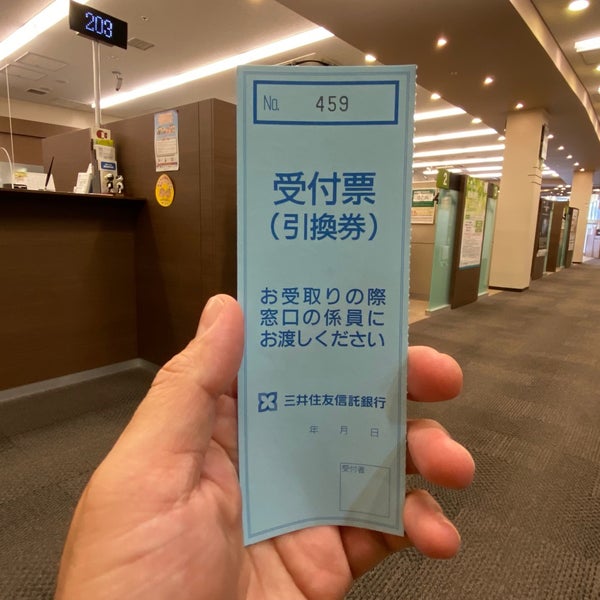 203
No. 459
受付票
（引換券）
お受取りの際
窓口の係員に
お渡しください
三井住友信託銀行
年 月 日
受付者